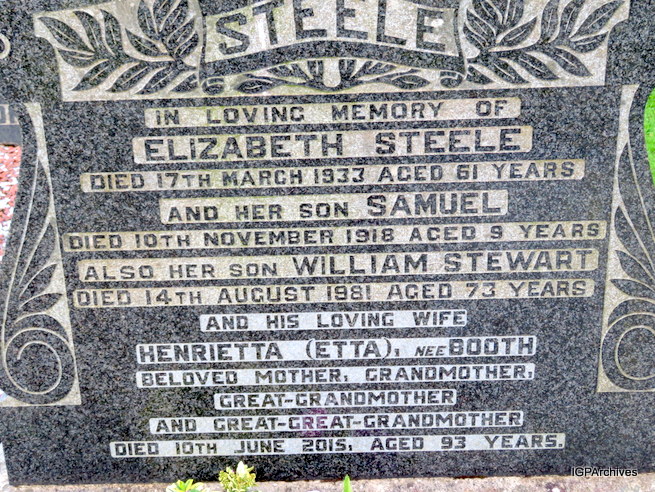 STEELE
IN LOVING MEMORY OF
ELIZABETH STEELE
DIED 17TH MARCH 1933 AGED 61 YEARS
AND HER SON SAMUEL
DIED 10TH NOVEMBER 1918 AGED 9 YEARS
ALSO HER SON WILLIAM STEWART
DIED 14TH AUGUST 1981 AGED 73 YEARS
AND HIS LOVING WIFE
HENRIETTA (ETTA), NEE BOOTH
BELOVED MOTHER, GRANDMOTHER,
GREAT-GRANDMOTHER
AND GREAT-GREAT-GRANDMOTHER
DIED 10TH JUNE 2015, AGED 93 YEARS.
IGPArchives